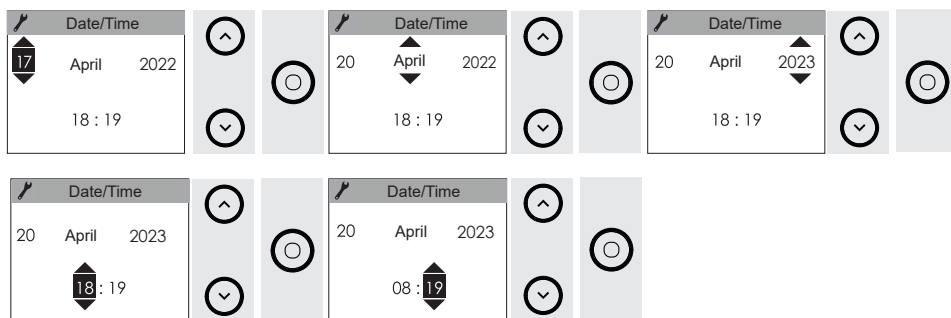 Date/Time
17 April 2022
18 : 19
Date/Time
20 April 2022
18 : 19
Date/Time
20 April 2023
18 : 19
Date/Time
20 April 2023
18 : 19
Date/Time
20 April 2023
08 : 19